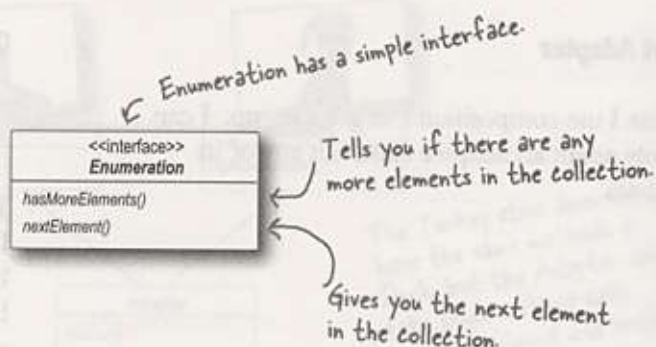 Enumeration has a simple interface.
<<interface>>
Enumeration
hasMoreElements()
nextElement()
Tells you if there are any
more elements in the collection.
Gives you the next element
in the collection.